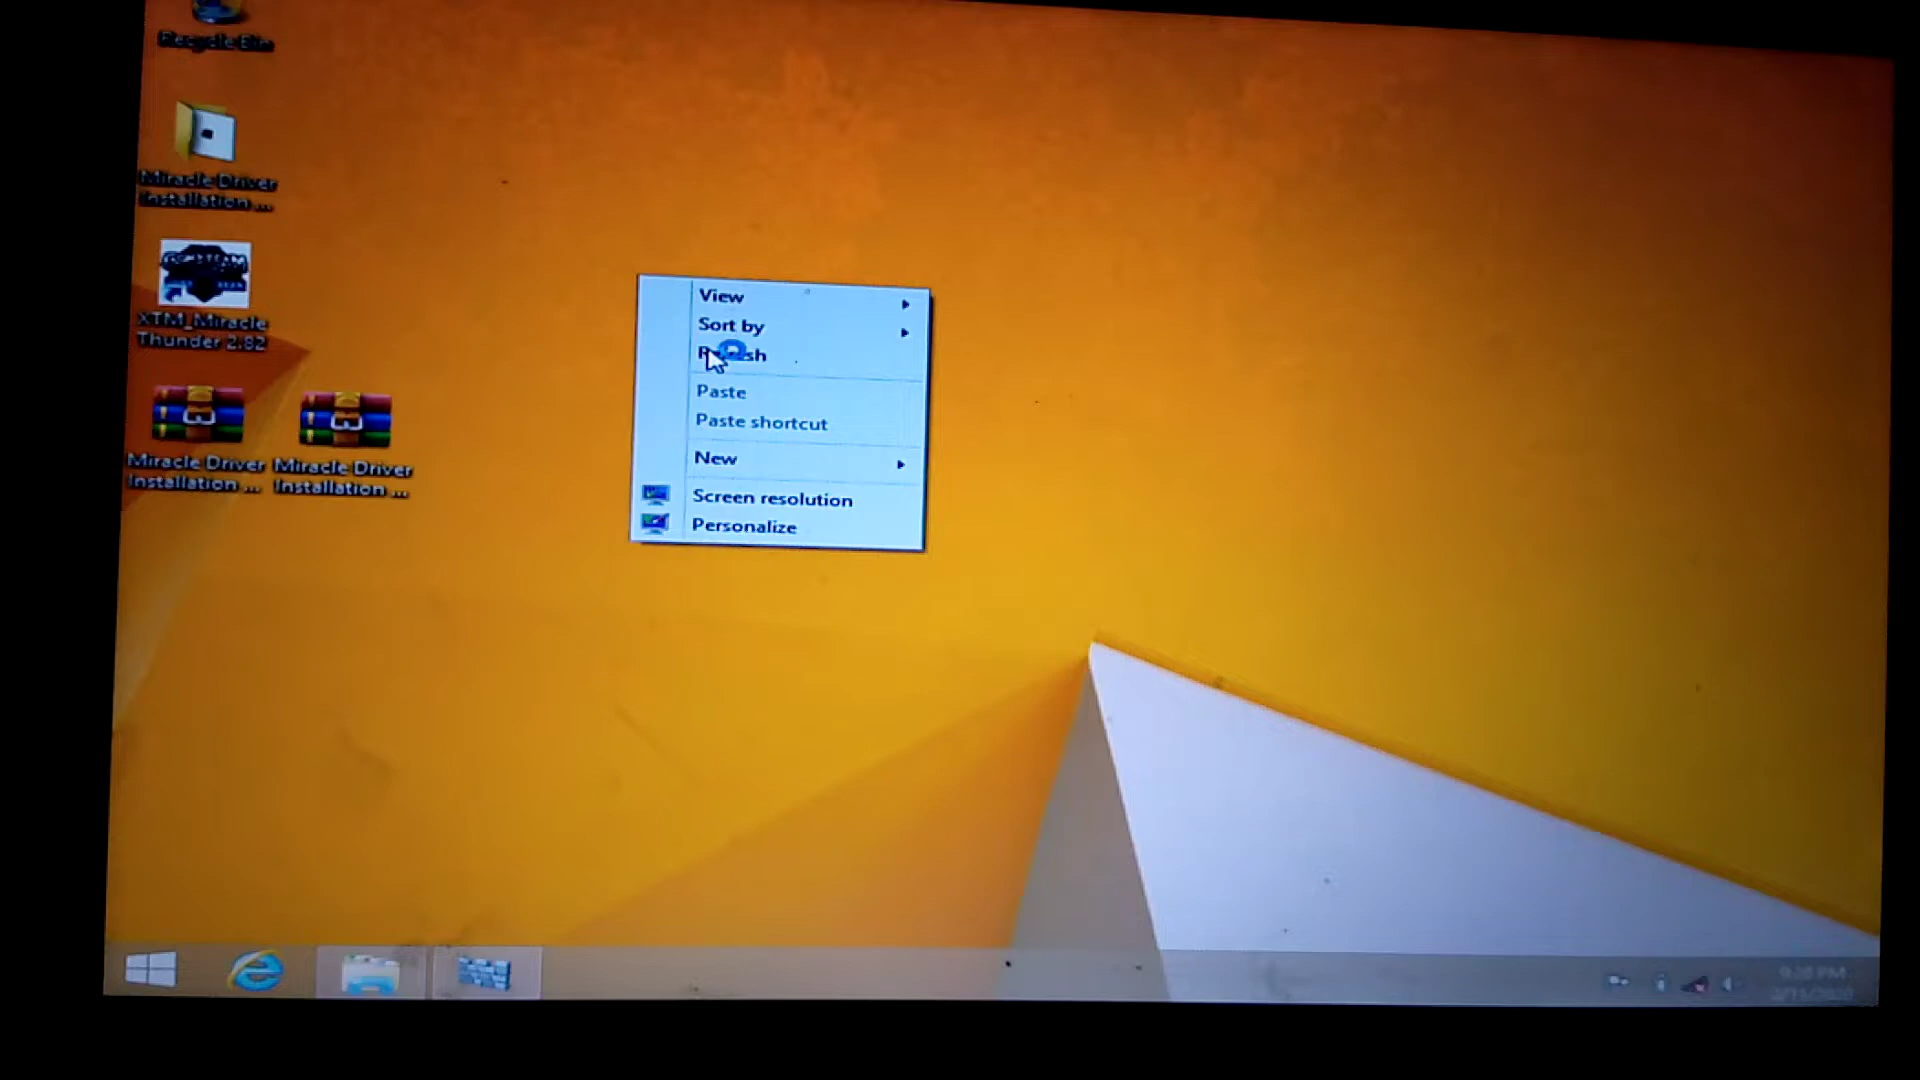 Recycle Bin
Miracle Driver
Installation ...
XTM_Miracle
Thunder 2.82
Miracle Driver
Installation ...
Miracle Driver
Installation ...
View
Sort by
Refresh
Paste
Paste shortcut
New
Screen resolution
Personalize